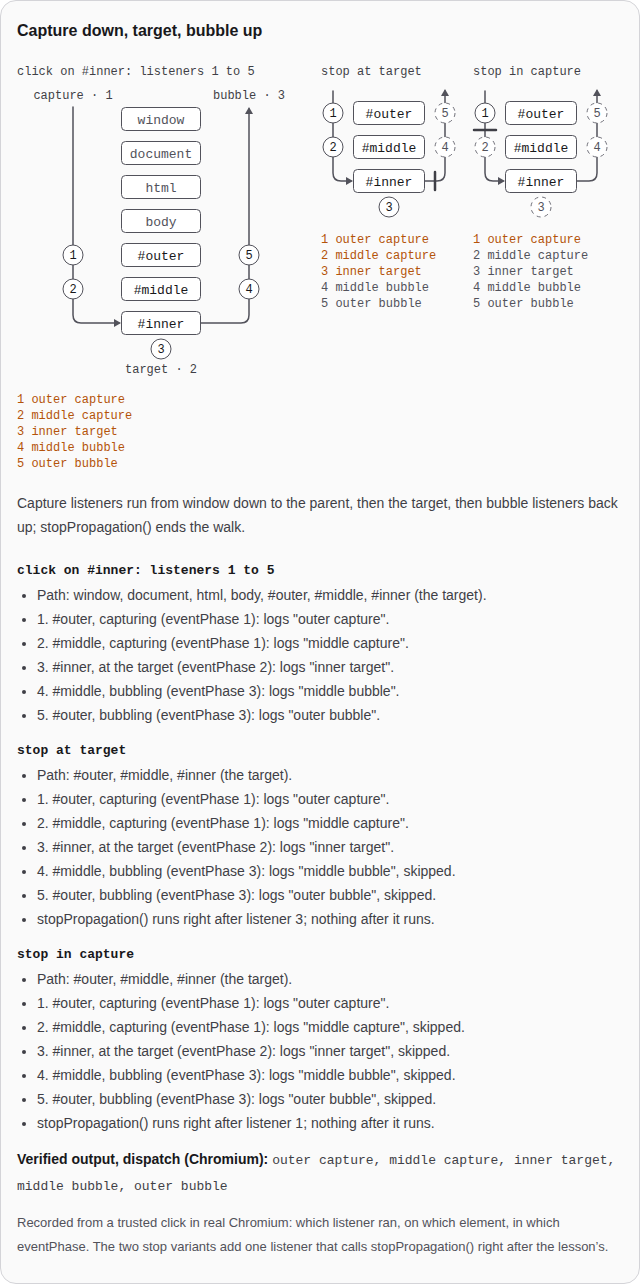 Capture down, target, bubble up
click on #inner: listeners 1 to 5
capture · 1
bubble · 3
window
document
html
body
1
#outer
5
2
#middle
4
#inner
3
target · 2
1 outer capture
2 middle capture
3 inner target
4 middle bubble
5 outer bubble
stop at target
1
#outer
5
2
#middle
4
#inner
3
1 outer capture
2 middle capture
3 inner target
4 middle bubble
5 outer bubble
stop in capture
1
#outer
5
2
#middle
4
#inner
3
1 outer capture
2 middle capture
3 inner target
4 middle bubble
5 outer bubble
Capture listeners run from window down to the parent, then the target, then bubble listeners back
up; stopPropagation() ends the walk.
click on #inner: listeners 1 to 5
• Path: window, document, html, body, #outer, #middle, #inner (the target).
• 1. #outer, capturing (eventPhase 1): logs "outer capture".
• 2. #middle, capturing (eventPhase 1): logs "middle capture".
• 3. #inner, at the target (eventPhase 2): logs "inner target".
• 4. #middle, bubbling (eventPhase 3): logs "middle bubble".
• 5. #outer, bubbling (eventPhase 3): logs "outer bubble".
stop at target
• Path: #outer, #middle, #inner (the target).
• 1. #outer, capturing (eventPhase 1): logs "outer capture".
• 2. #middle, capturing (eventPhase 1): logs "middle capture".
• 3. #inner, at the target (eventPhase 2): logs "inner target".
• 4. #middle, bubbling (eventPhase 3): logs "middle bubble", skipped.
• 5. #outer, bubbling (eventPhase 3): logs "outer bubble", skipped.
• stopPropagation() runs right after listener 3; nothing after it runs.
stop in capture
• Path: #outer, #middle, #inner (the target).
• 1. #outer, capturing (eventPhase 1): logs "outer capture".
• 2. #middle, capturing (eventPhase 1): logs "middle capture", skipped.
• 3. #inner, at the target (eventPhase 2): logs "inner target", skipped.
• 4. #middle, bubbling (eventPhase 3): logs "middle bubble", skipped.
• 5. #outer, bubbling (eventPhase 3): logs "outer bubble", skipped.
• stopPropagation() runs right after listener 1; nothing after it runs.
Verified output, dispatch (Chromium): outer capture, middle capture, inner target,
middle bubble, outer bubble
Recorded from a trusted click in real Chromium: which listener ran, on which element, in which
eventPhase. The two stop variants add one listener that calls stopPropagation() right after the lesson's.